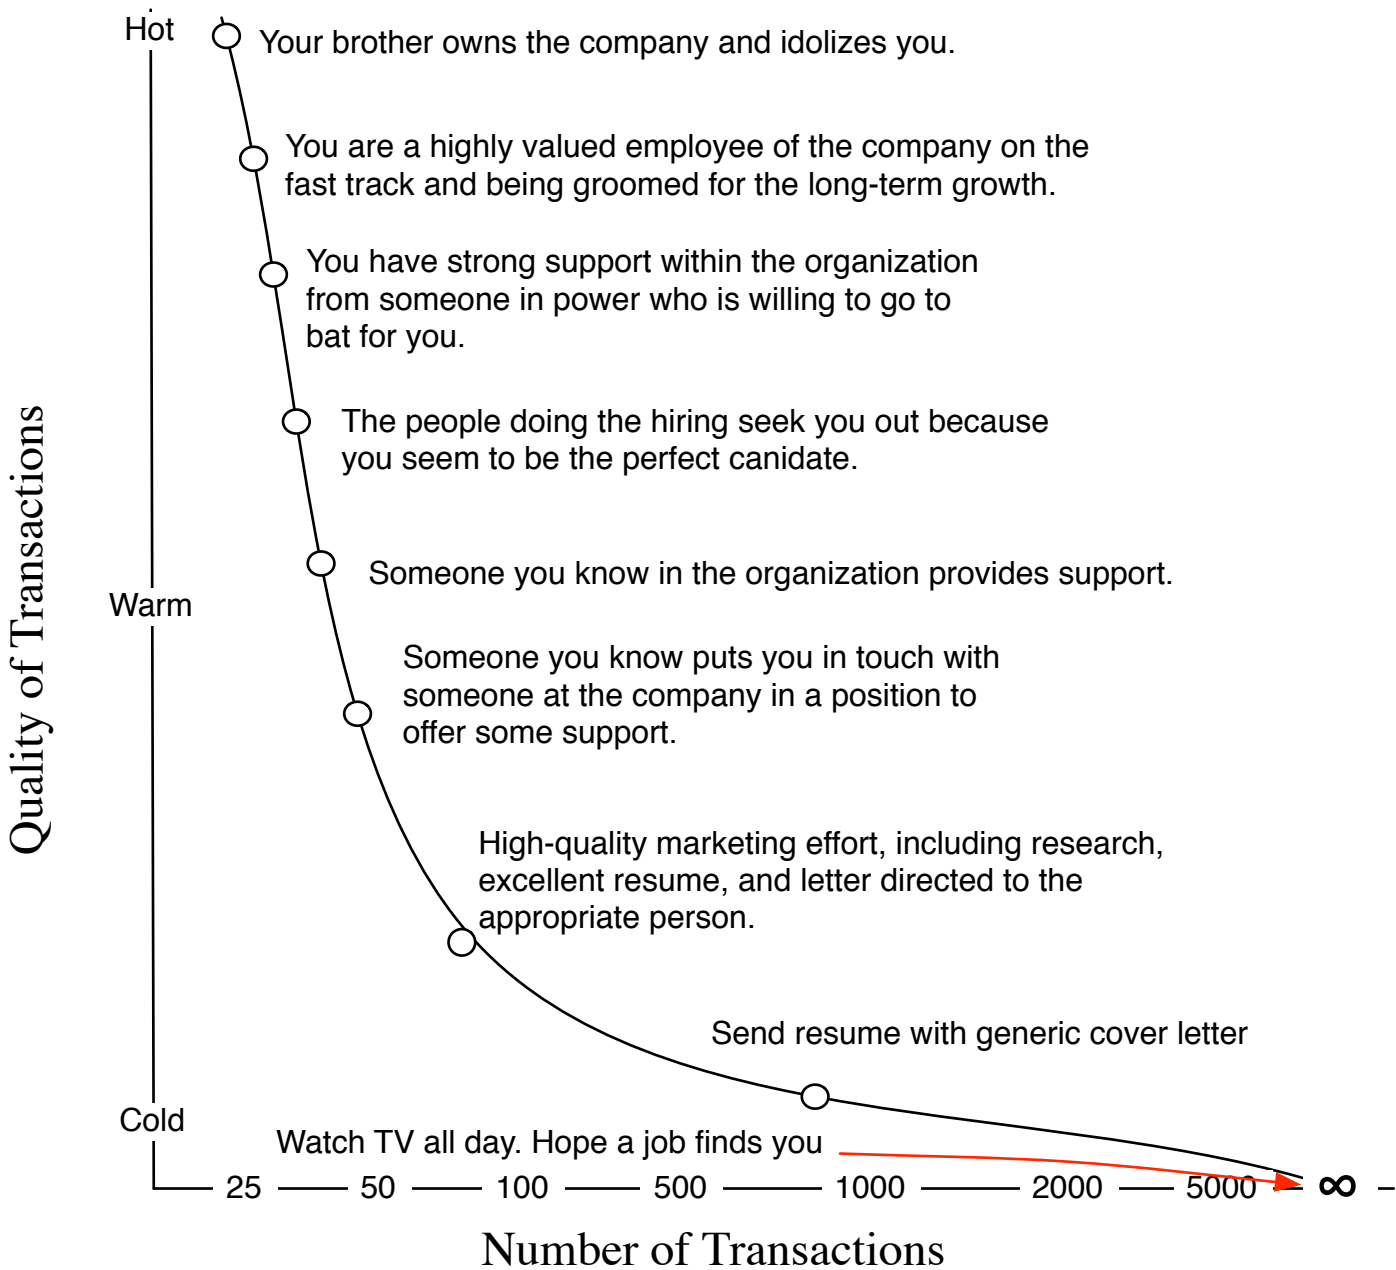 Hot
Your brother owns the company and idolizes you.
You are a highly valued employee of the company on the
fast track and being groomed for the long-term growth.
You have strong support within the organization
from someone in power who is willing to go to
bat for you.
The people doing the hiring seek you out because
you seem to be the perfect canidate.
Quality of Transactions
Someone you know in the organization provides support.
Warm
Someone you know puts you in touch with
someone at the company in a position to
offer some support.
High-quality marketing effort, including research,
excellent resume, and letter directed to the
appropriate person.
Send resume with generic cover letter
Cold
Watch TV all day. Hope a job finds you
25 50 100 500 1000 2000 5000 ∞
Number of Transactions